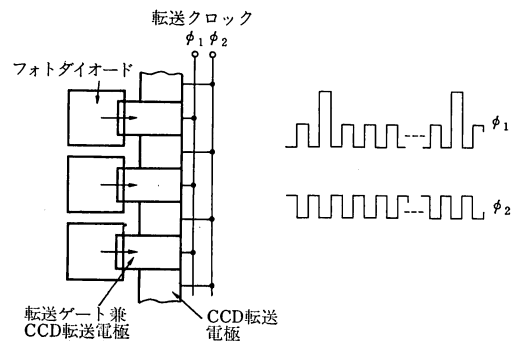 転送クロック
φ1 φ2
フォトダイオード
φ1
φ2
転送ゲート兼
CCD転送電極
CCD転送
電極